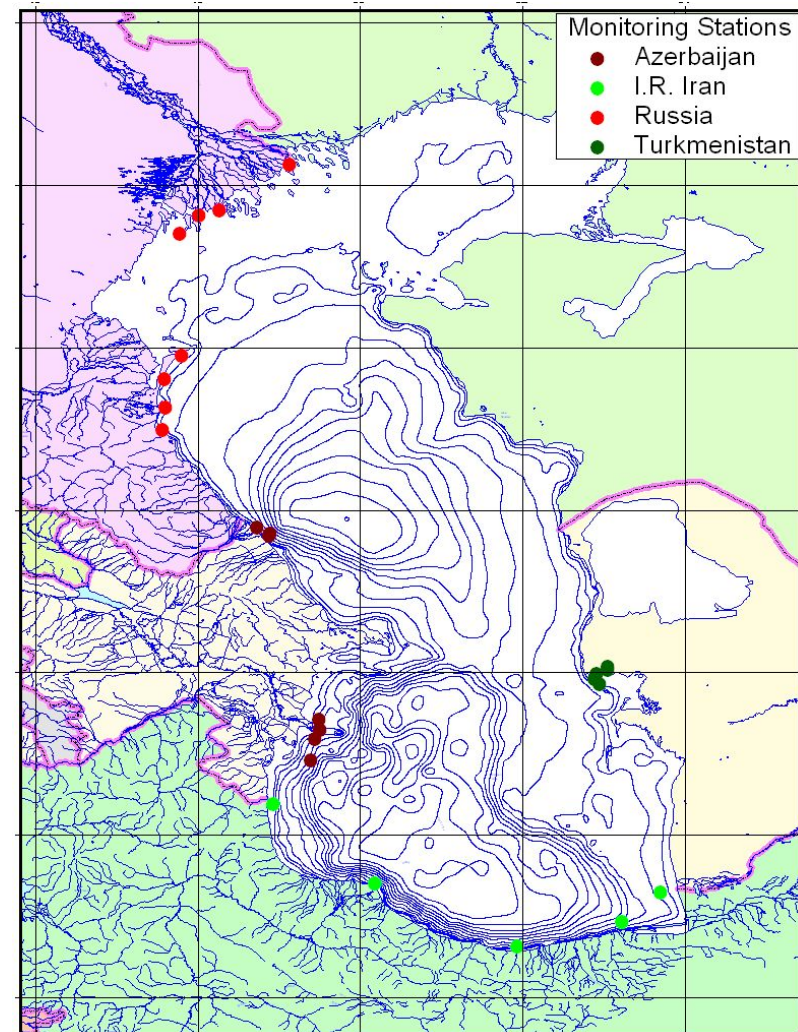 Monitoring Stations
Azerbaijan
I.R. Iran
Russia
Turkmenistan